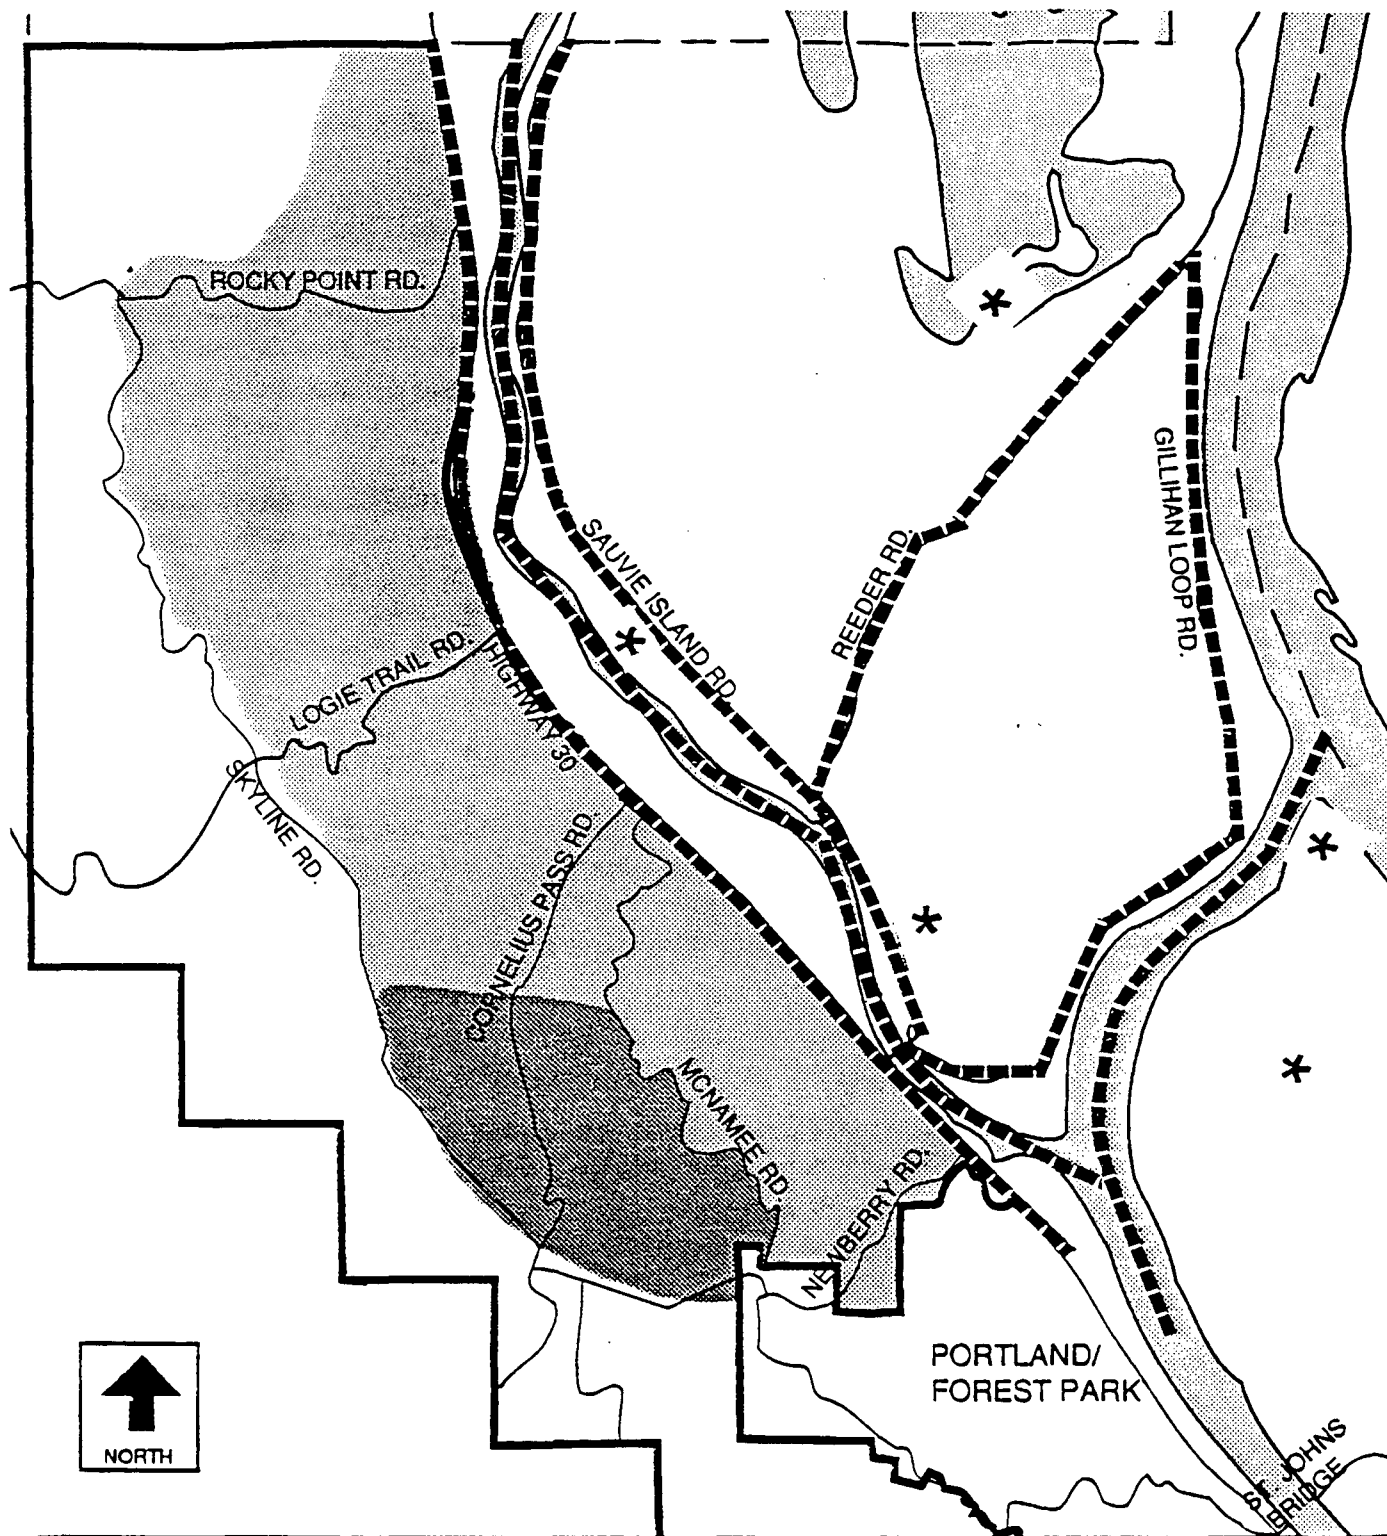 ROCKY POINT RD.
GILLIHAN LOOP RD.
SAUVIE ISLAND RD.
REEDER RD.
LOGIE TRAIL RD.
HIGHWAY 30
SKYLINE RD.
CORNELIUS PASS RD.
MCNAMEE RD.
NEWBERRY RD.
PORTLAND/
FOREST PARK
NORTH
ST. JOHNS
BRIDGE